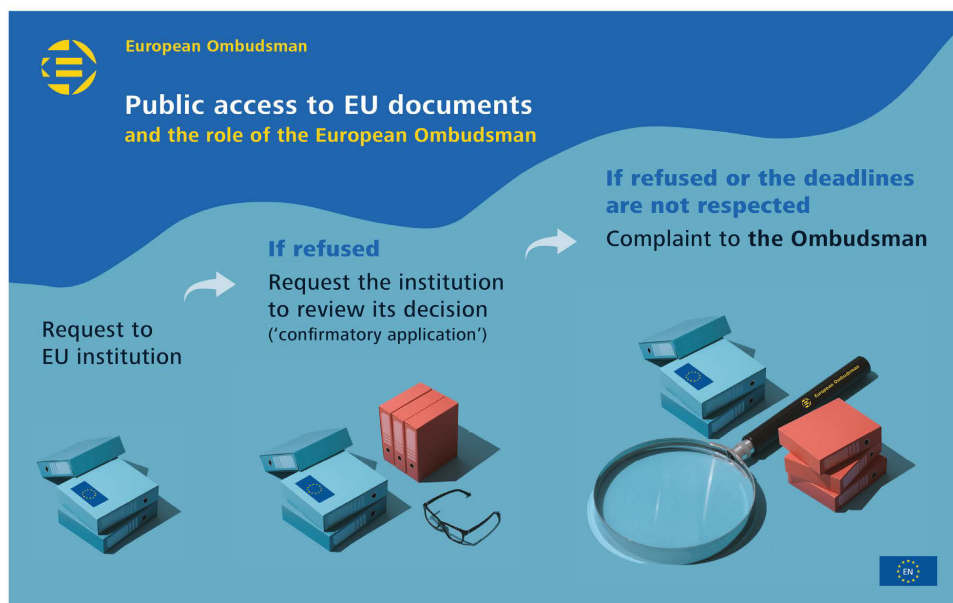 European Ombudsman
Public access to EU documents
and the role of the European Ombudsman
Request to
EU institution
If refused
Request the institution
to review its decision
(‘confirmatory application’)
If refused or the deadlines
are not respected
Complaint to the Ombudsman
European Ombudsman
EN